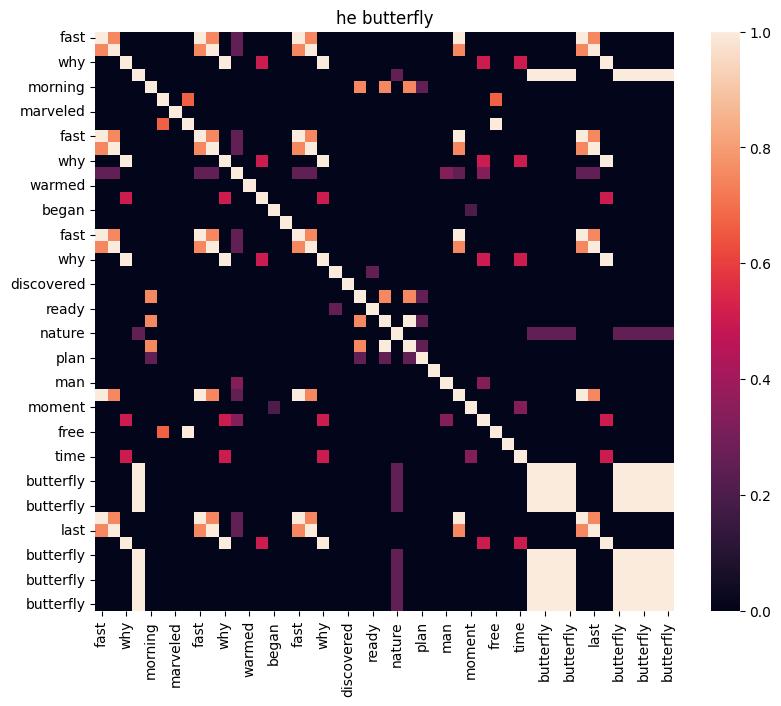 he butterfly
fast
why
morning
marveled
fast
why
warmed
began
fast
why
discovered
ready
nature
plan
man
moment
free
time
butterfly
butterfly
last
butterfly
butterfly
butterfly
fast
why
morning
marveled
fast
why
warmed
began
fast
why
discovered
ready
nature
plan
man
moment
free
time
butterfly
butterfly
last
butterfly
butterfly
butterfly
1.0
0.8
0.6
0.4
0.2
0.0